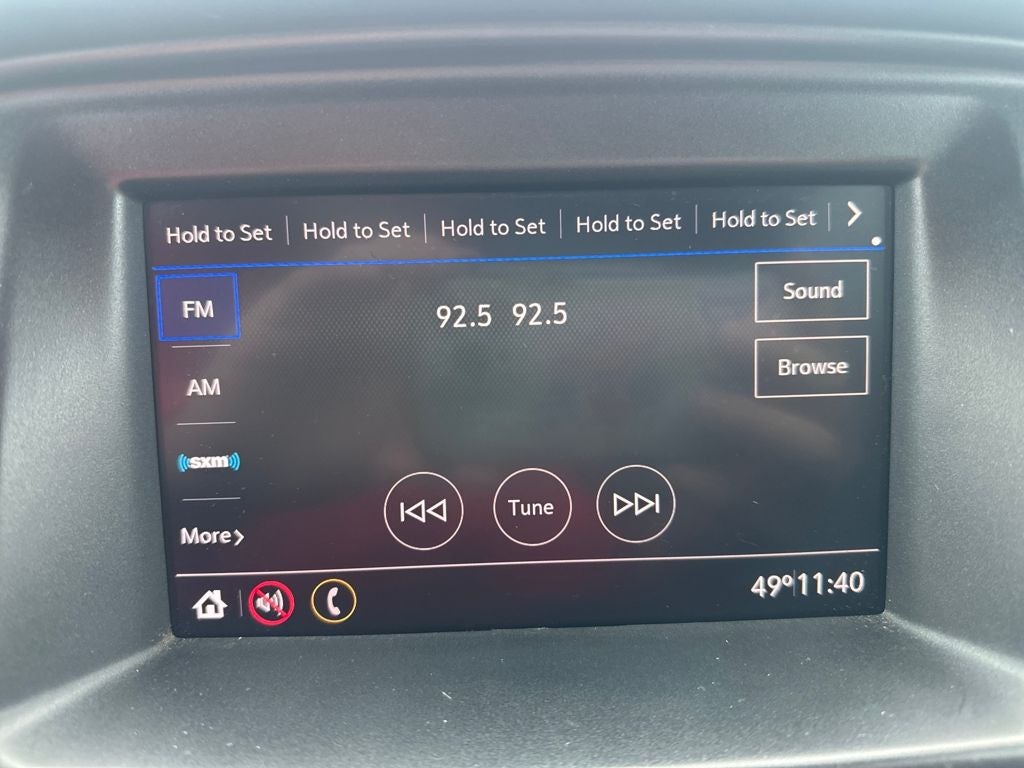 Hold to Set Hold to Set Hold to Set Hold to Set Hold to Set
FM
92.5 92.5
Sound
AM
Browse
sxm
Tune
More
49° 11:40